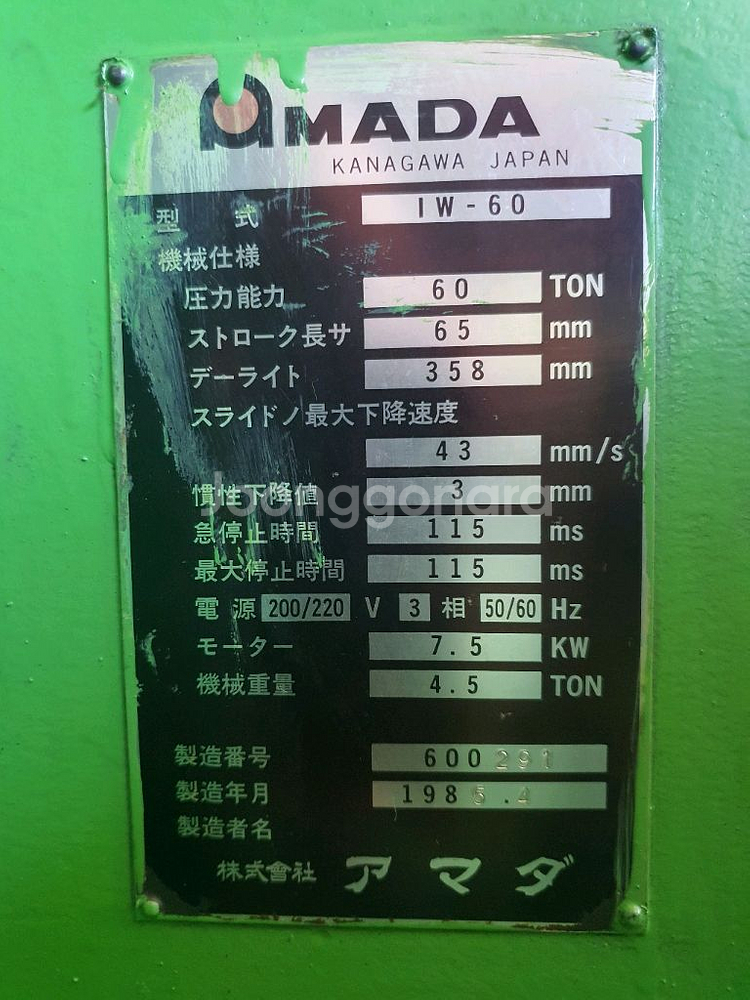 amADA
KANAGAWA JAPAN
型 式 IW-60
機械仕様
圧力能力 60 TON
ストローク長サ 65 mm
デーライト 358 mm
スライドノ最大下降速度
43 mm/s
慣性下降値 3 mm
急停止時間 115 ms
最大停止時間 115 ms
電 源 200/220 V 3 相 50/60 Hz
モーター 7.5 KW
機械重量 4.5 TON
製造番号 600291
製造年月
製造者名
株式會社 アマダ
joonggonara